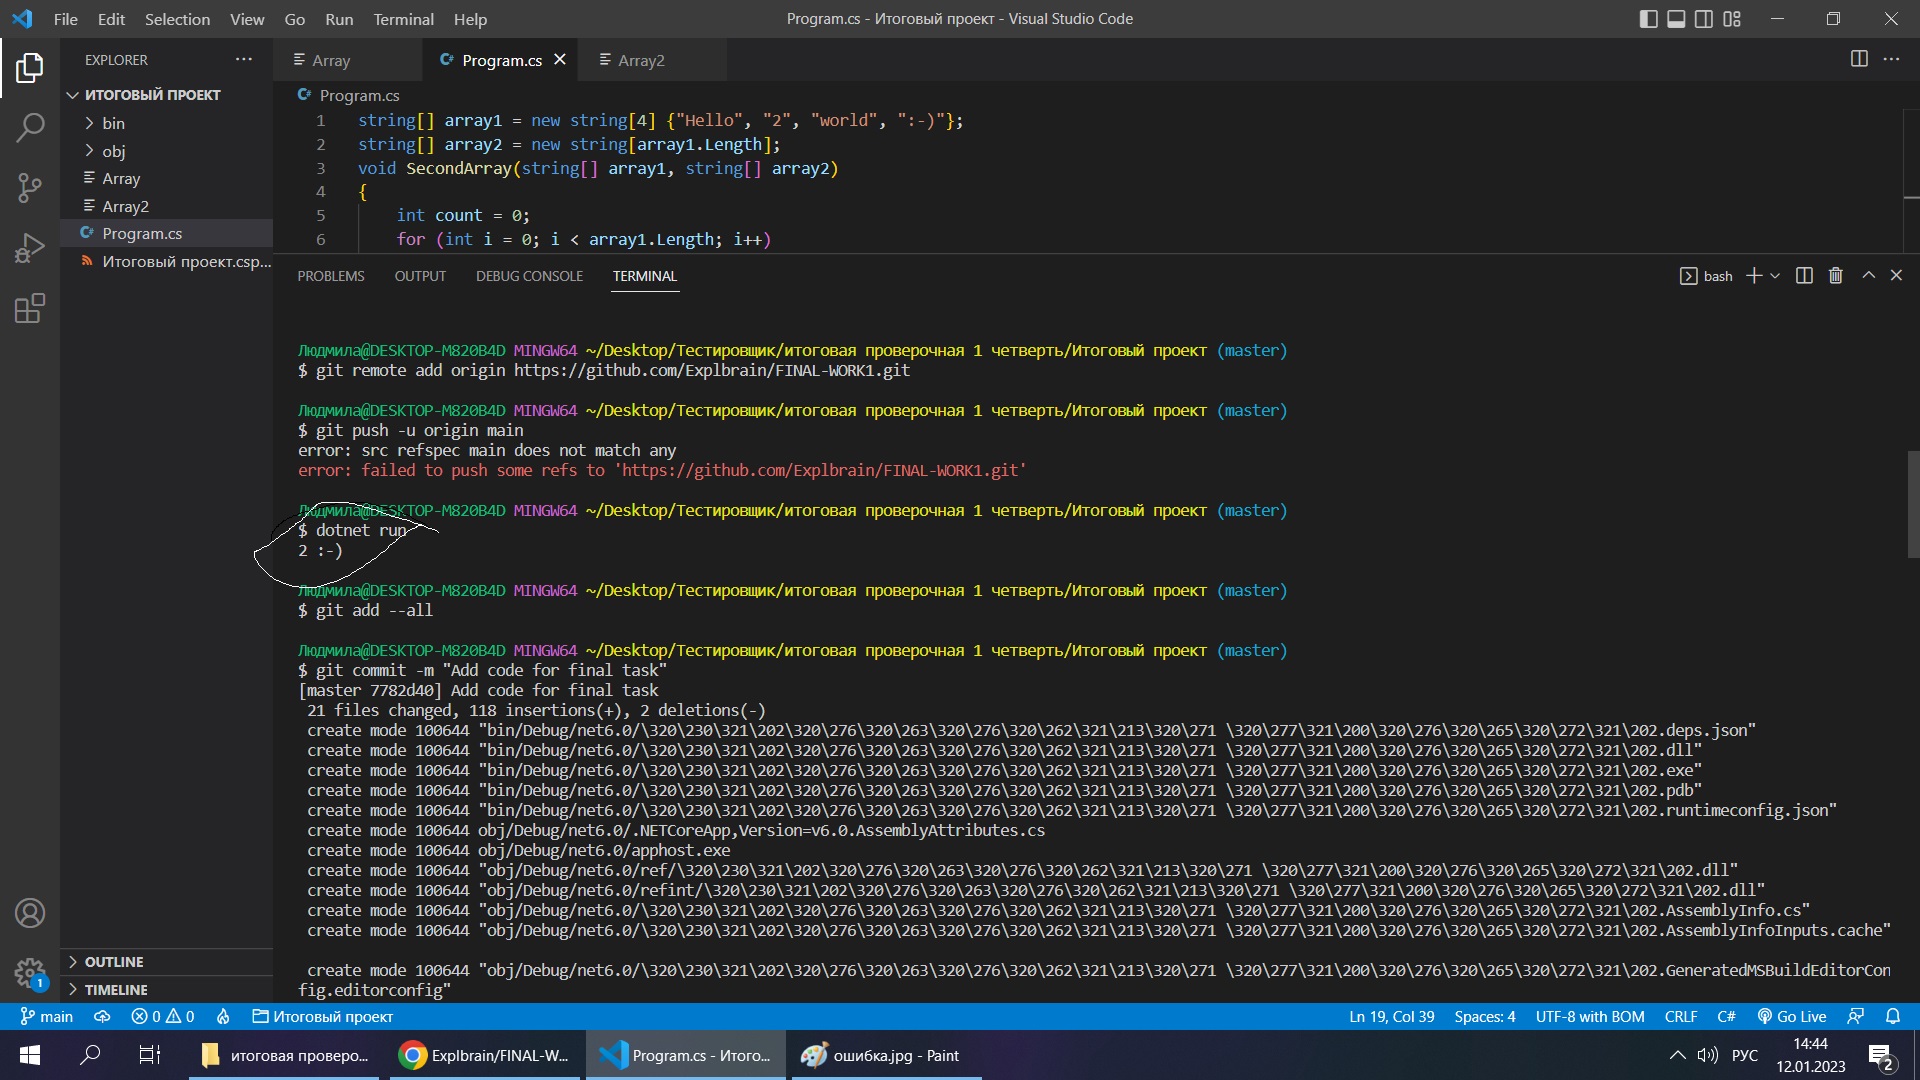 File Edit Selection View Go Run Terminal Help
Program.cs - Итоговый проект - Visual Studio Code
EXPLORER
ИТОГОВЫЙ ПРОЕКТ
bin
obj
Array
Array2
Program.cs
Итоговый проект.csp...
OUTLINE
TIMELINE
Array
Program.cs
Array2
Program.cs
1 string[] array1 = new string[4] {"Hello", "2", "world", ":-)"};
2 string[] array2 = new string[array1.Length];
3 void SecondArray(string[] array1, string[] array2)
4 {
5 int count = 0;
6 for (int i = 0; i < array1.Length; i++)
PROBLEMS OUTPUT DEBUG CONSOLE TERMINAL
bash
Людмила@DESKTOP-M820B4D MINGW64 ~/Desktop/Тестировщик/итоговая проверочная 1 четверть/Итоговый проект (master)
$ git remote add origin https://github.com/Explbrain/FINAL-WORK1.git
Людмила@DESKTOP-M820B4D MINGW64 ~/Desktop/Тестировщик/итоговая проверочная 1 четверть/Итоговый проект (master)
$ git push -u origin main
error: src refspec main does not match any
error: failed to push some refs to 'https://github.com/Explbrain/FINAL-WORK1.git'
Людмила@DESKTOP-M820B4D MINGW64 ~/Desktop/Тестировщик/итоговая проверочная 1 четверть/Итоговый проект (master)
$ dotnet run
2 :-)
Людмила@DESKTOP-M820B4D MINGW64 ~/Desktop/Тестировщик/итоговая проверочная 1 четверть/Итоговый проект (master)
$ git add --all
Людмила@DESKTOP-M820B4D MINGW64 ~/Desktop/Тестировщик/итоговая проверочная 1 четверть/Итоговый проект (master)
$ git commit -m "Add code for final task"
[master 7782d40] Add code for final task
21 files changed, 118 insertions(+), 2 deletions(-)
create mode 100644 "bin/Debug/net6.0/\320\230\321\202\320\276\320\263\320\276\320\262\321\213\320\271 \320\277\321\200\320\276\320\265\320\272\321\202.deps.json"
create mode 100644 "bin/Debug/net6.0/\320\230\321\202\320\276\320\263\320\276\320\262\321\213\320\271 \320\277\321\200\320\276\320\265\320\272\321\202.dll"
create mode 100644 "bin/Debug/net6.0/\320\230\321\202\320\276\320\263\320\276\320\262\321\213\320\271 \320\277\321\200\320\276\320\265\320\272\321\202.exe"
create mode 100644 "bin/Debug/net6.0/\320\230\321\202\320\276\320\263\320\276\320\262\321\213\320\271 \320\277\321\200\320\276\320\265\320\272\321\202.pdb"
create mode 100644 "bin/Debug/net6.0/\320\230\321\202\320\276\320\263\320\276\320\262\321\213\320\271 \320\277\321\200\320\276\320\265\320\272\321\202.runtimeconfig.json"
create mode 100644 obj/Debug/net6.0/.NETCoreApp,Version=v6.0.AssemblyAttributes.cs
create mode 100644 obj/Debug/net6.0/apphost.exe
create mode 100644 "obj/Debug/net6.0/ref/\320\230\321\202\320\276\320\263\320\276\320\262\321\213\320\271 \320\277\321\200\320\276\320\265\320\272\321\202.dll"
create mode 100644 "obj/Debug/net6.0/refint/\320\230\321\202\320\276\320\263\320\276\320\262\321\213\320\271 \320\277\321\200\320\276\320\265\320\272\321\202.dll"
create mode 100644 "obj/Debug/net6.0/\320\230\321\202\320\276\320\263\320\276\320\262\321\213\320\271 \320\277\321\200\320\276\320\265\320\272\321\202.AssemblyInfo.cs"
create mode 100644 "obj/Debug/net6.0/\320\230\321\202\320\276\320\263\320\276\320\262\321\213\320\271 \320\277\321\200\320\276\320\265\320\272\321\202.AssemblyInfoInputs.cache"
create mode 100644 "obj/Debug/net6.0/\320\230\321\202\320\276\320\263\320\276\320\262\321\213\320\271 \320\277\321\200\320\276\320\265\320\272\321\202.GeneratedMSBuildEditorCon
fig.editorconfig"
1
main 0 0 Итоговый проект
Ln 19, Col 39 Spaces: 4 UTF-8 with BOM CRLF C# Go Live
итоговая проверо...
Explbrain/FINAL-W...
Program.cs - Итого...
ошибка.jpg - Paint
РУС
14:44
12.01.2023
2